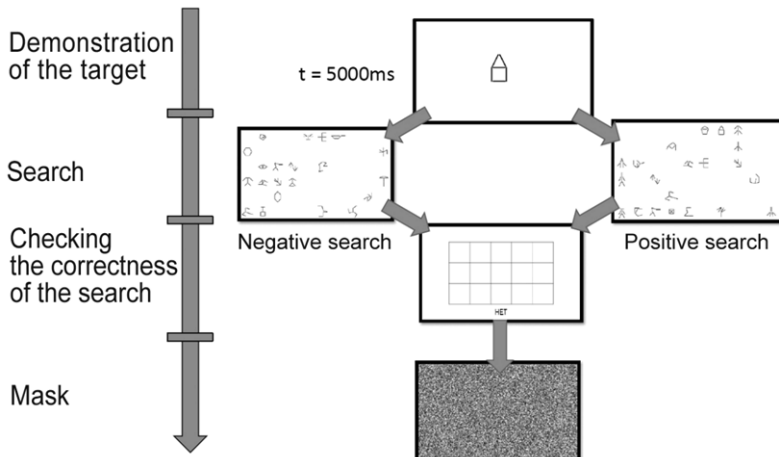 Demonstration
of the target
t = 5000ms
Search
Negative search
Positive search
Checking
the correctness
of the search
НЕТ
Mask